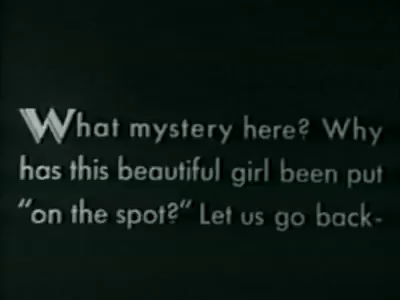 What mystery here? Why
has this beautiful girl been put
"on the spot?" Let us go back-